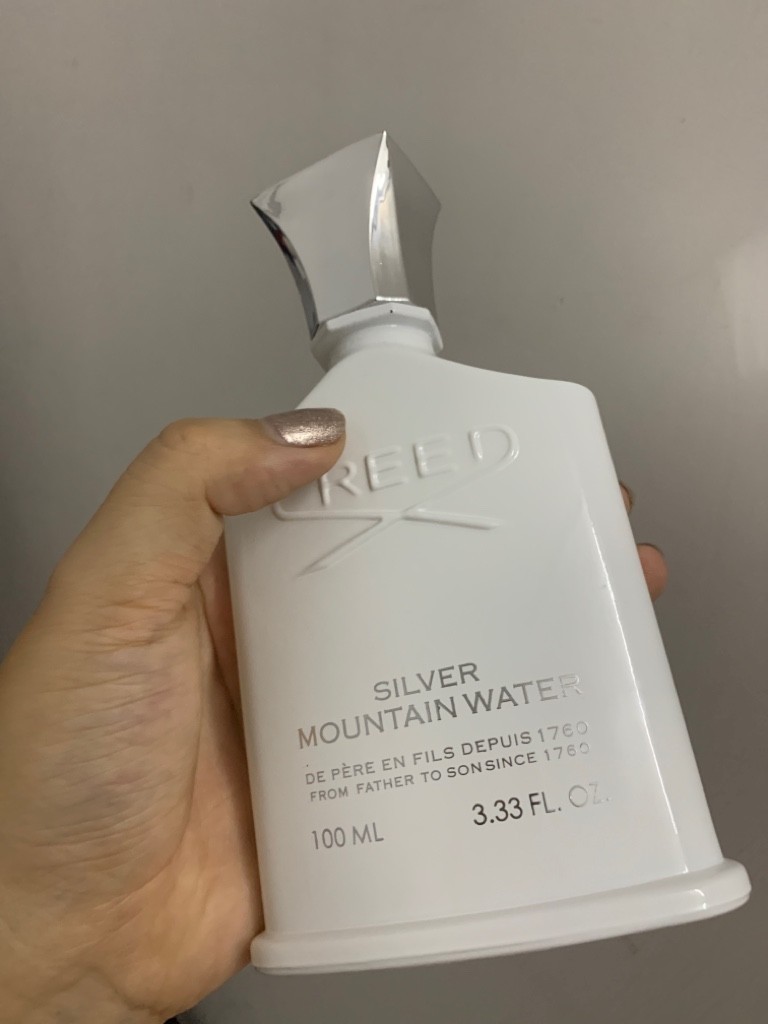 CREED
SILVER
MOUNTAIN WATER
DE PÈRE EN FILS DEPUIS 1760
FROM FATHER TO SON SINCE 1760
100 ML
3.33 FL. OZ.